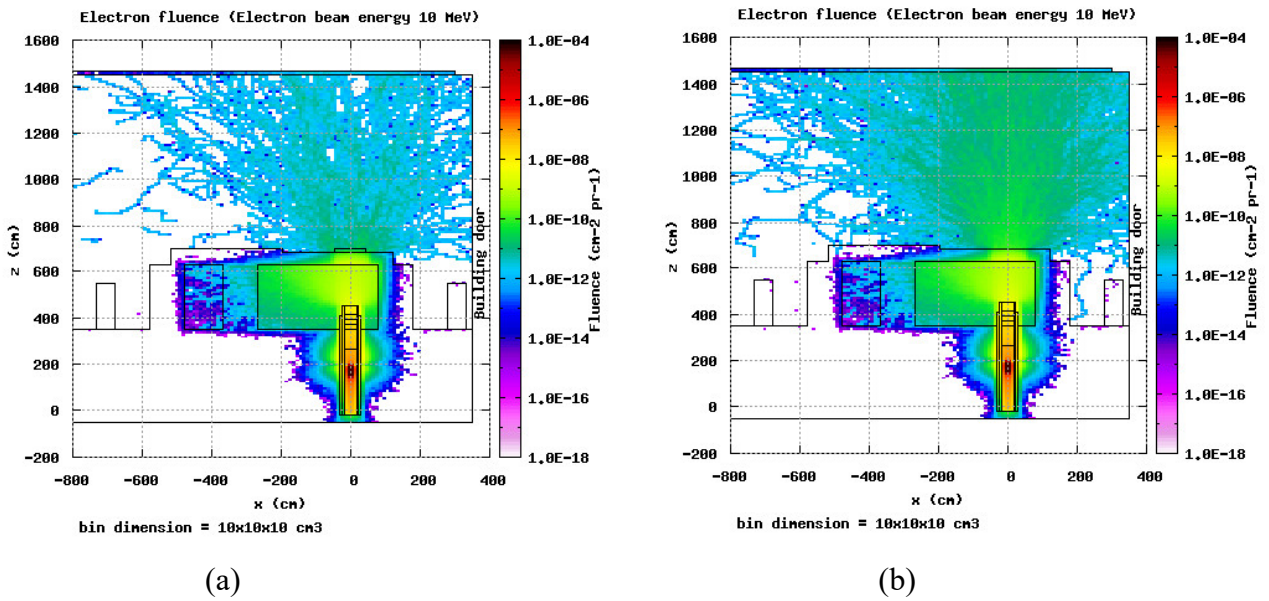 Electron fluence (Electron beam energy 10 MeV)
1600
1400
1200
1000
800
600
400
200
0
-200
z (cm)
-800 -600 -400 -200 0 200 400
x (cm)
bin dimension = 10x10x10 cm3
Building door
1.0E-04
1.0E-06
1.0E-08
1.0E-10
1.0E-12
1.0E-14
1.0E-16
1.0E-18
Fluence (cm-2 pr-1)
(a)
Electron fluence (Electron beam energy 10 MeV)
1600
1400
1200
1000
800
600
400
200
0
-200
z (cm)
-800 -600 -400 -200 0 200 400
x (cm)
bin dimension = 10x10x10 cm3
Building door
1.0E-04
1.0E-06
1.0E-08
1.0E-10
1.0E-12
1.0E-14
1.0E-16
1.0E-18
Fluence (cm-2 pr-1)
(b)